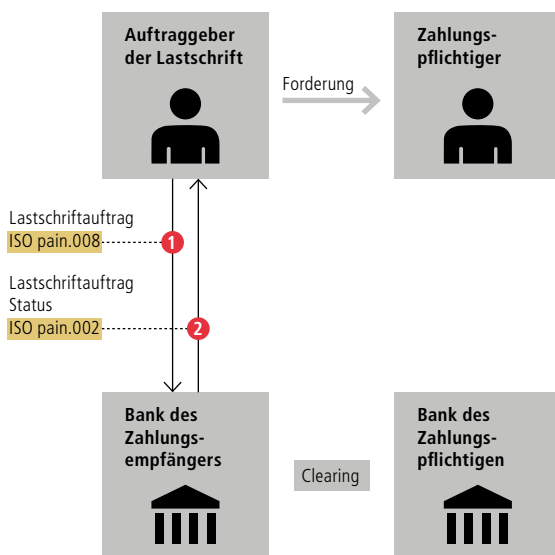 Auftraggeber
der Lastschrift
Zahlungs-
pflichtiger
Forderung
Lastschriftauftrag
ISO pain.008
1
Lastschriftauftrag
Status
ISO pain.002
2
Bank des
Zahlungs-
empfängers
Clearing
Bank des
Zahlungs-
pflichtigen